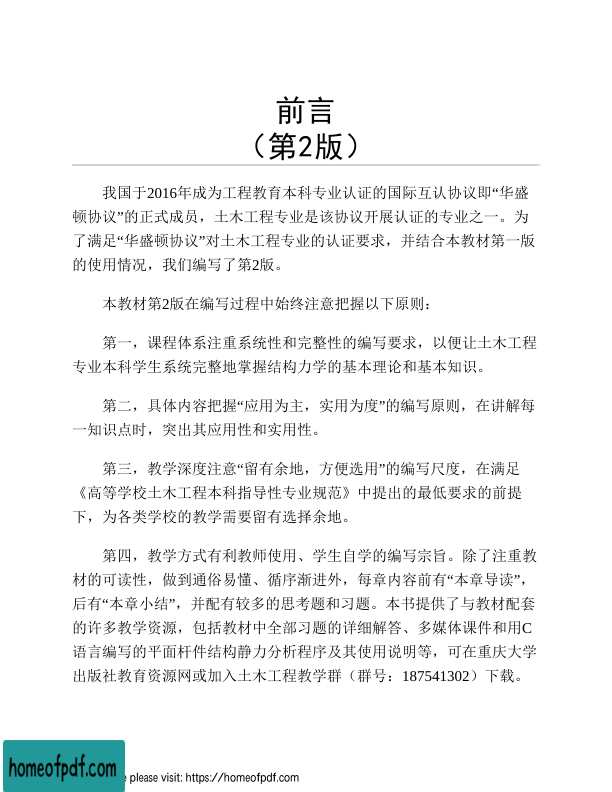 前言
（第2版）
我国于2016年成为工程教育本科专业认证的国际互认协议即“华盛
顿协议”的正式成员，土木工程专业是该协议开展认证的专业之一。为
了满足“华盛顿协议”对土木工程专业的认证要求，并结合本教材第一版
的使用情况，我们编写了第2版。
本教材第2版在编写过程中始终注意把握以下原则：
第一，课程体系注重系统性和完整性的编写要求，以便让土木工程
专业本科学生系统完整地掌握结构力学的基本理论和基本知识。
第二，具体内容把握“应用为主，实用为度”的编写原则，在讲解每
一知识点时，突出其应用性和实用性。
第三，教学深度注意“留有余地，方便选用”的编写尺度，在满足
《高等学校土木工程本科指导性专业规范》中提出的最低要求的前提
下，为各类学校的教学需要留有选择余地。
第四，教学方式有利教师使用、学生自学的编写宗旨。除了注重教
材的可读性，做到通俗易懂、循序渐进外，每章内容前有“本章导读”，
后有“本章小结”，并配有较多的思考题和习题。本书提供了与教材配套
的许多教学资源，包括教材中全部习题的详细解答、多媒体课件和用C
语言编写的平面杆件结构静力分析程序及其使用说明等，可在重庆大学
出版社教育资源网或加入土木工程教学群（群号：187541302）下载。
homeofpdf.com
e please visit: https://homeofpdf.com